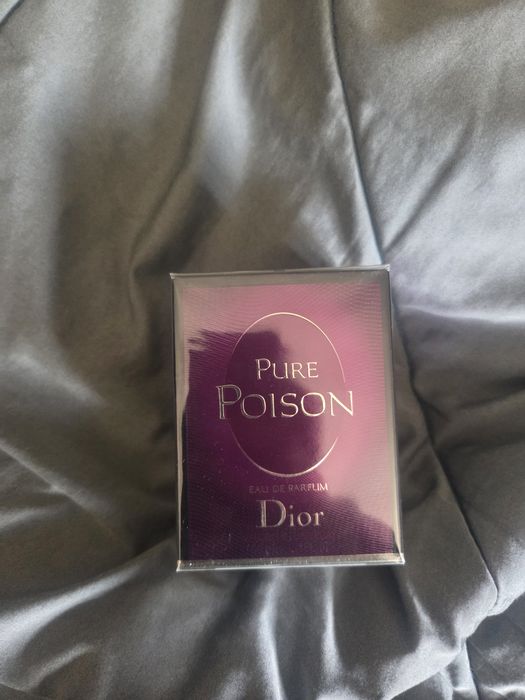 PURE
POISON
EAU DE PARFUM
Dior